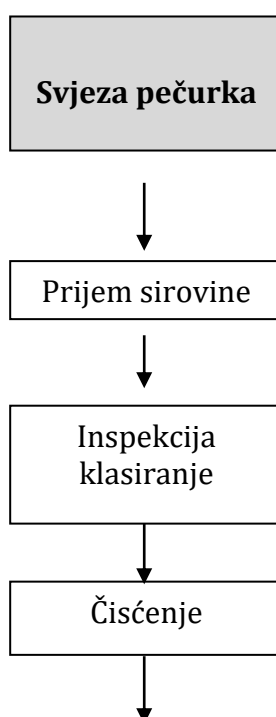 Svjeza pečurka
Prijem sirovine
Inspekcija
klasiranje
Čisćenje